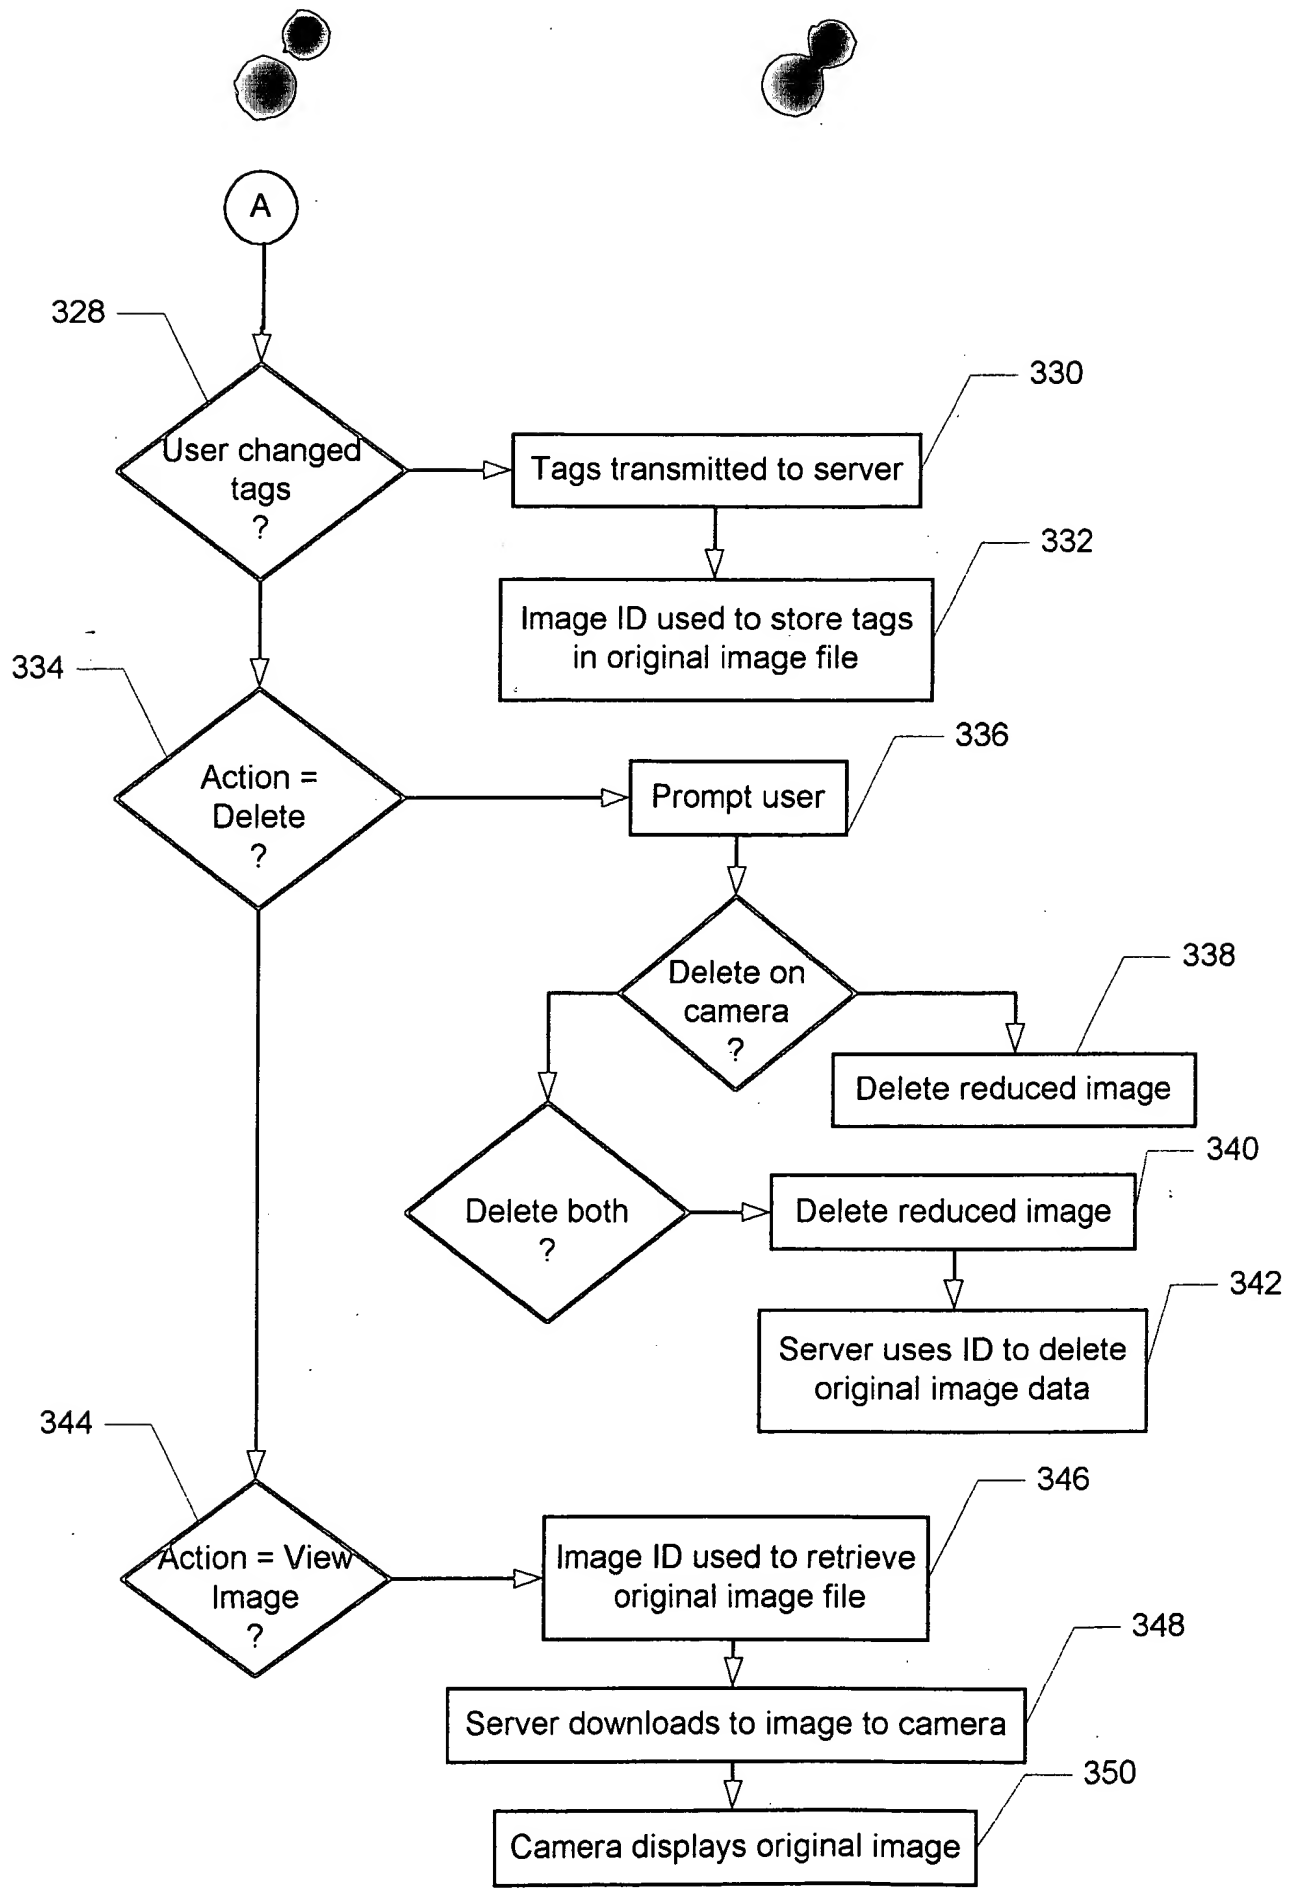 A
328
User changed
tags
?
330
Tags transmitted to server
332
Image ID used to store tags
in original image file
334
Action =
Delete
?
336
Prompt user
Delete on
camera
?
338
Delete reduced image
Delete both
?
340
Delete reduced image
342
Server uses ID to delete
original image data
344
Action = View
Image
?
346
Image ID used to retrieve
original image file
348
Server downloads to image to camera
350
Camera displays original image